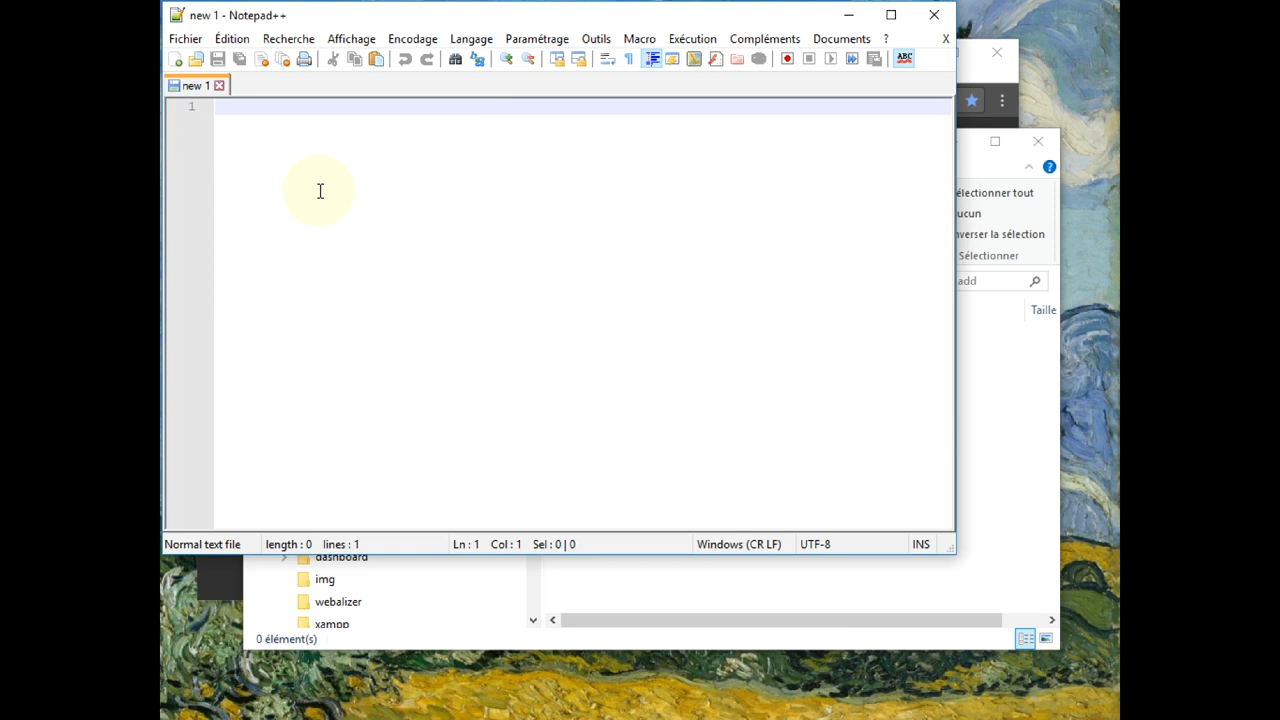 new 1 - Notepad++
Fichier Édition Recherche Affichage Encodage Langage Paramétrage Outils Macro Exécution Compléments Documents ? X
ABC
new 1
1
électionner tout
ucun
nverser la sélection
Sélectionner
add
Taille
Normal text file length : 0 lines : 1 Ln : 1 Col : 1 Sel : 0 | 0 Windows (CR LF) UTF-8 INS
dashboard
img
webalizer
xampp
0 élément(s)